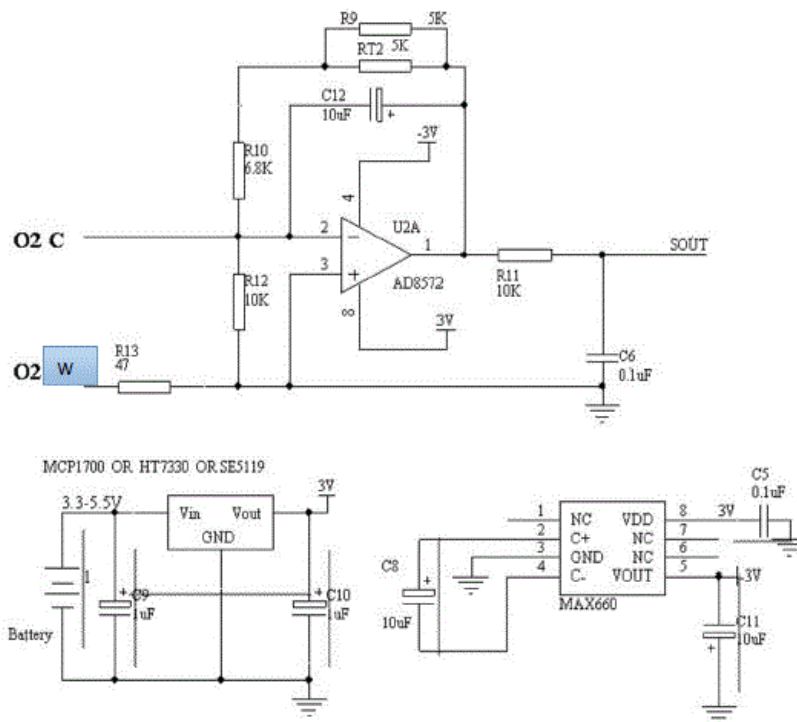 R9 5K
RT2 5K
C12
10uF +
-3V
R10
6.8K
4
U2A
O2 C
2 −
1
SOUT
3 +
R12
10K
AD8572
R11
10K
8
3V
R13
47
O2 W
C6
0.1uF
MCP1700 OR HT7330 OR SE5119
3.3-5.5V
Vin Vout
GND
3V
1
Battery
+
C9
1uF
+
C10
1uF
C5
0.1uF
1 NC VDD 8 3V
2 C+ NC 7
3 GND NC 6
4 C- VOUT 5 -3V
MAX660
C8
+
10uF
C11
10uF
+